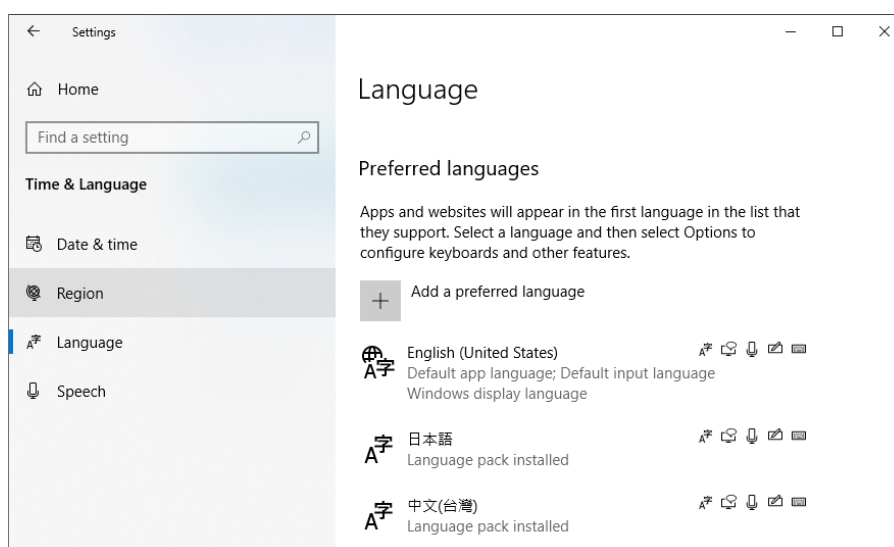 Settings
Home
Find a setting
Time & Language
Date & time
Region
Language
Speech
Language
Preferred languages
Apps and websites will appear in the first language in the list that
they support. Select a language and then select Options to
configure keyboards and other features.
Add a preferred language
English (United States)
Default app language; Default input language
Windows display language
日本語
Language pack installed
中文(台灣)
Language pack installed